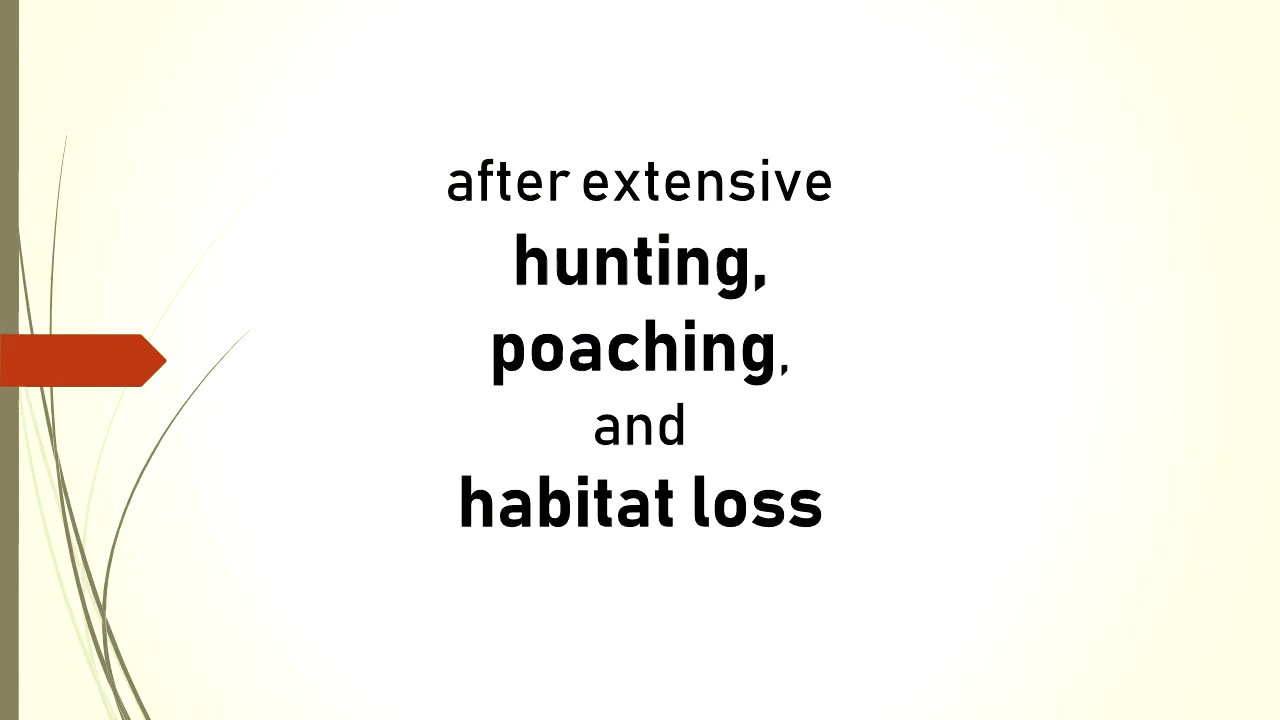 after extensive
hunting,
poaching,
and
habitat loss